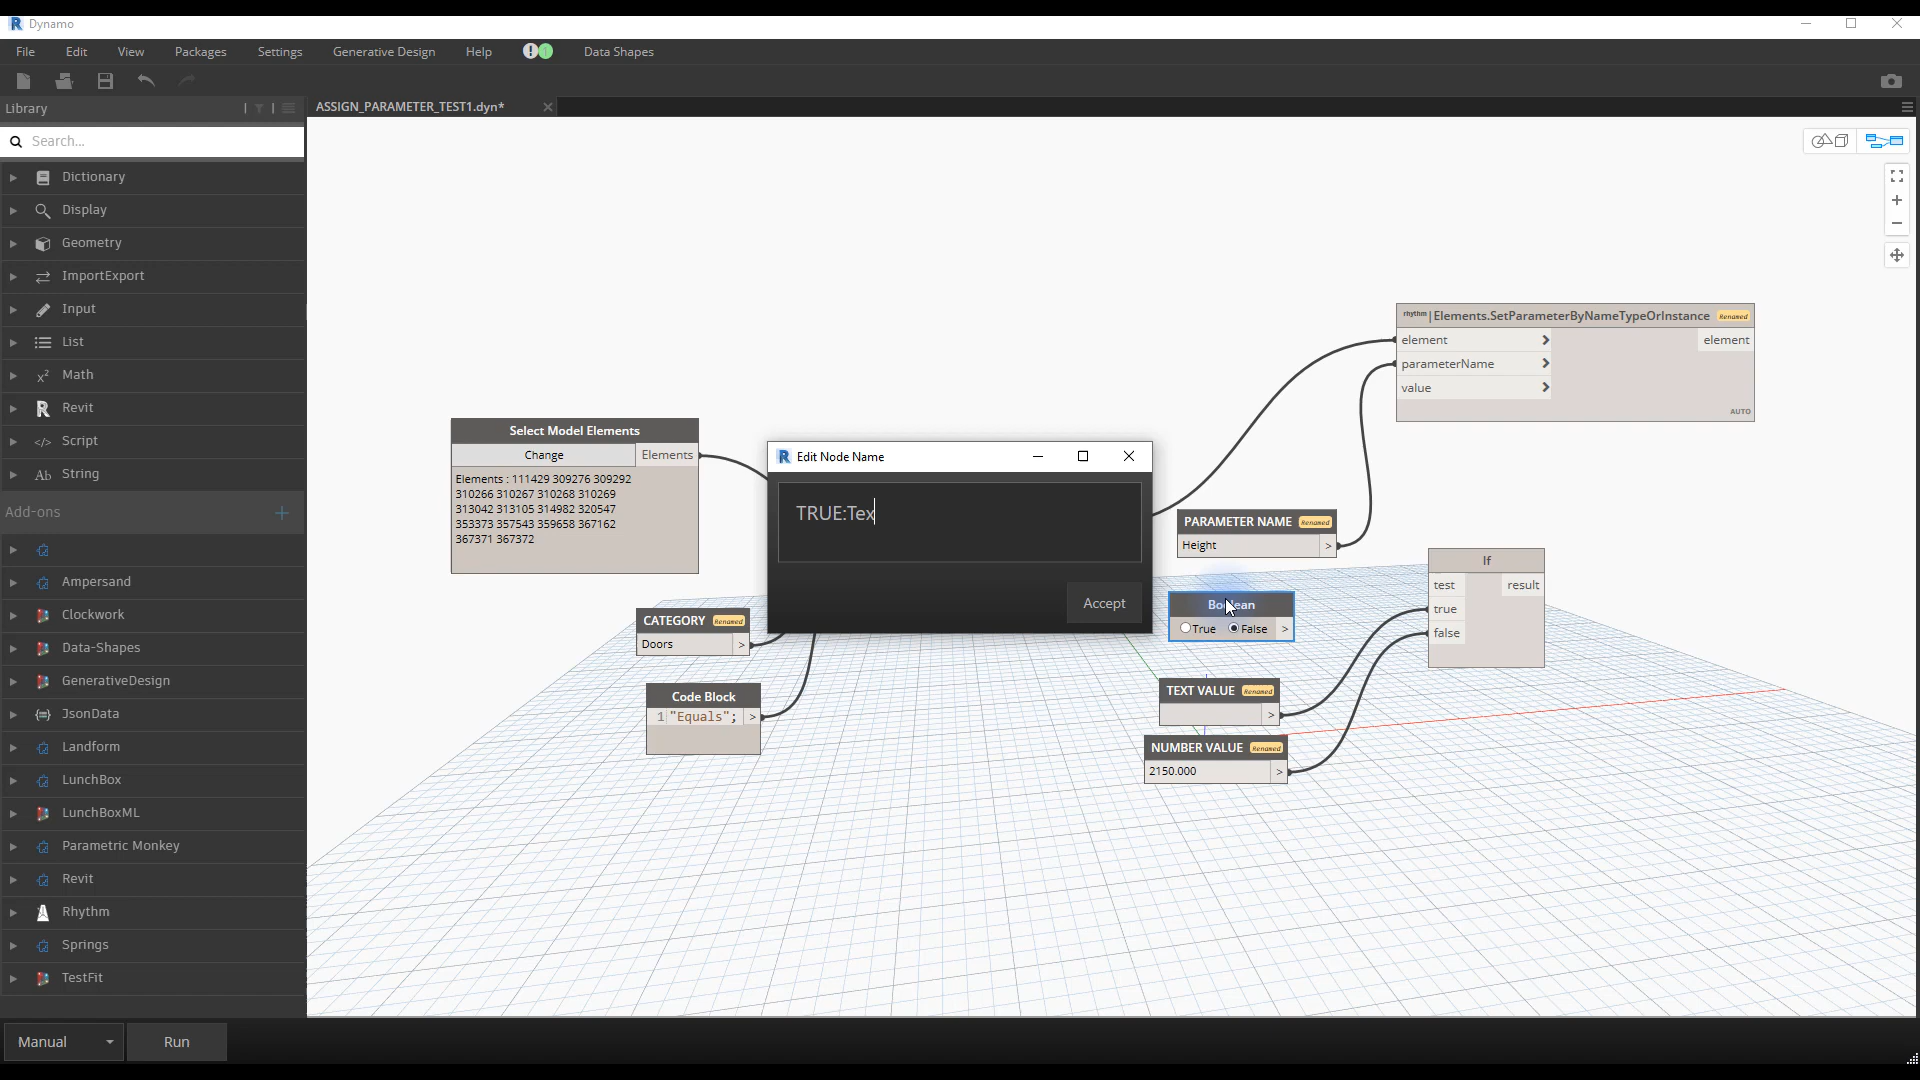 Dynamo
File Edit View Packages Settings Generative Design Help ! 1 Data Shapes
Library
ASSIGN_PARAMETER_TEST1.dyn*
Search...
Dictionary
Display
Geometry
ImportExport
Input
List
Math
Revit
Script
String
Add-ons
Ampersand
Clockwork
Data-Shapes
GenerativeDesign
JsonData
Landform
LunchBox
LunchBoxML
Parametric Monkey
Revit
Rhythm
Springs
TestFit
Manual
Run
Select Model Elements
Change
Elements
Elements : 111429 309276 309292
310266 310267 310268 310269
313042 313105 314982 320547
353373 357543 359658 367162
367371 367372
CATEGORY Renamed
Doors >
Code Block
1 "Equals"; >
Edit Node Name
TRUE:Tex
Accept
rhythm|Elements.SetParameterByNameTypeOrInstance Renamed
element > element
parameterName >
value >
AUTO
PARAMETER NAME Renamed
Height >
Boolean
True False >
If
test result
true
false
TEXT VALUE Renamed
>
NUMBER VALUE Renamed
2150.000 >